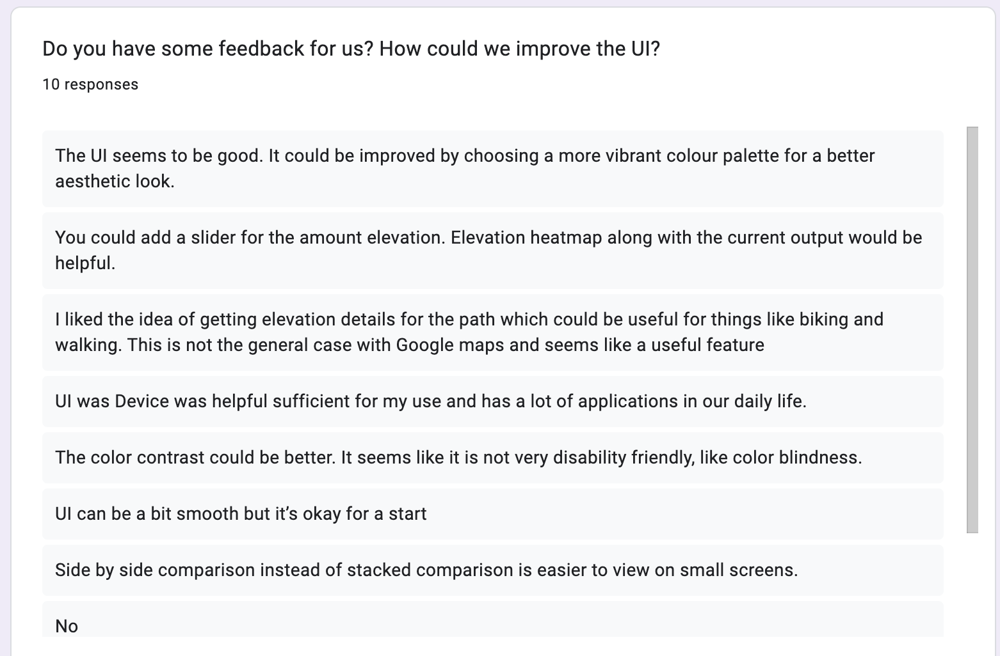 Do you have some feedback for us? How could we improve the UI?
10 responses
The UI seems to be good. It could be improved by choosing a more vibrant colour palette for a better
aesthetic look.
You could add a slider for the amount elevation. Elevation heatmap along with the current output would be
helpful.
I liked the idea of getting elevation details for the path which could be useful for things like biking and
walking. This is not the general case with Google maps and seems like a useful feature
UI was Device was helpful sufficient for my use and has a lot of applications in our daily life.
The color contrast could be better. It seems like it is not very disability friendly, like color blindness.
UI can be a bit smooth but it’s okay for a start
Side by side comparison instead of stacked comparison is easier to view on small screens.
No